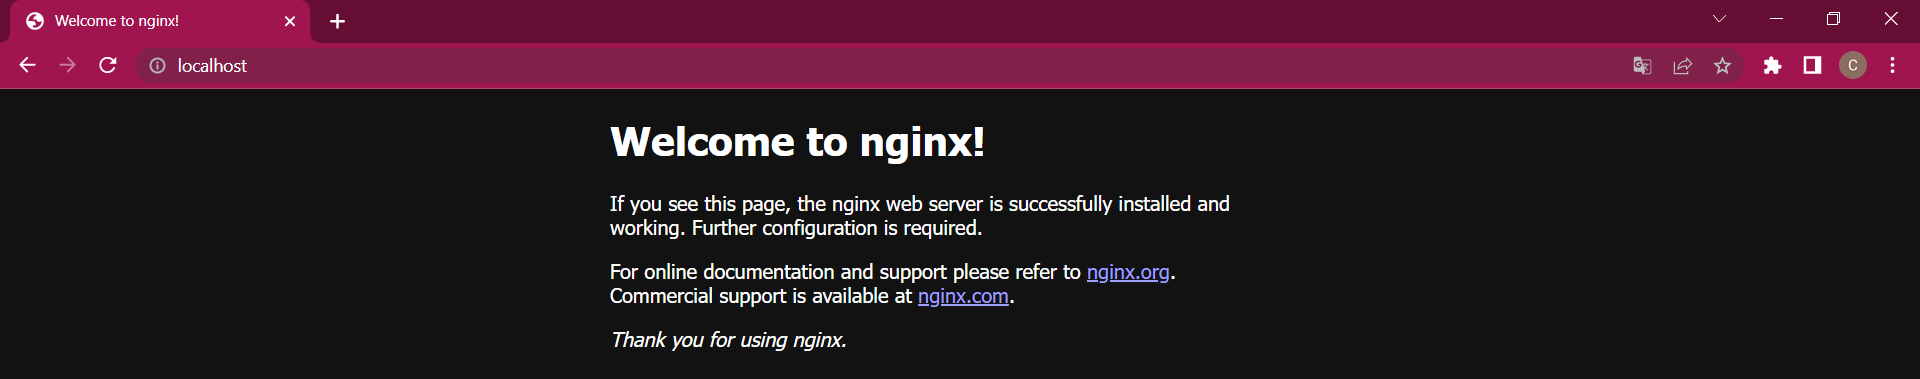 Welcome to nginx!
localhost
C
Welcome to nginx!
If you see this page, the nginx web server is successfully installed and
working. Further configuration is required.
For online documentation and support please refer to nginx.org.
Commercial support is available at nginx.com.
Thank you for using nginx.